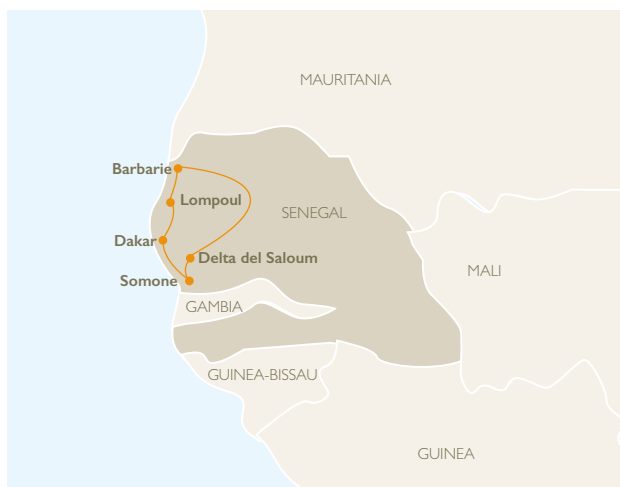 MAURITANIA
Barbarie
Lompoul
SENEGAL
Dakar
Delta del Saloum
MALI
Somone
GAMBIA
GUINEA-BISSAU
GUINEA